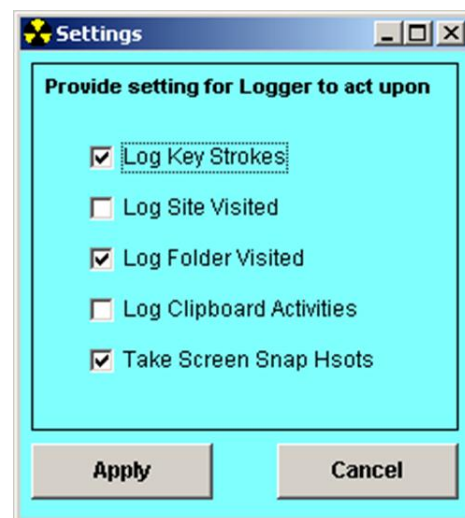 Settings
Provide setting for Logger to act upon
Log Key Strokes
Log Site Visited
Log Folder Visited
Log Clipboard Activities
Take Screen Snap Hsots
Apply Cancel